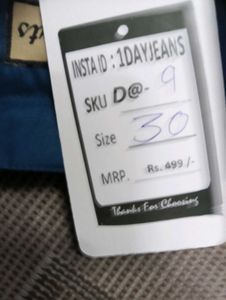 INSTA ID : 1DAYJEANS
SKU D@- 9
Size 30
MRP. Rs. 499/-
Thanks For Choosing